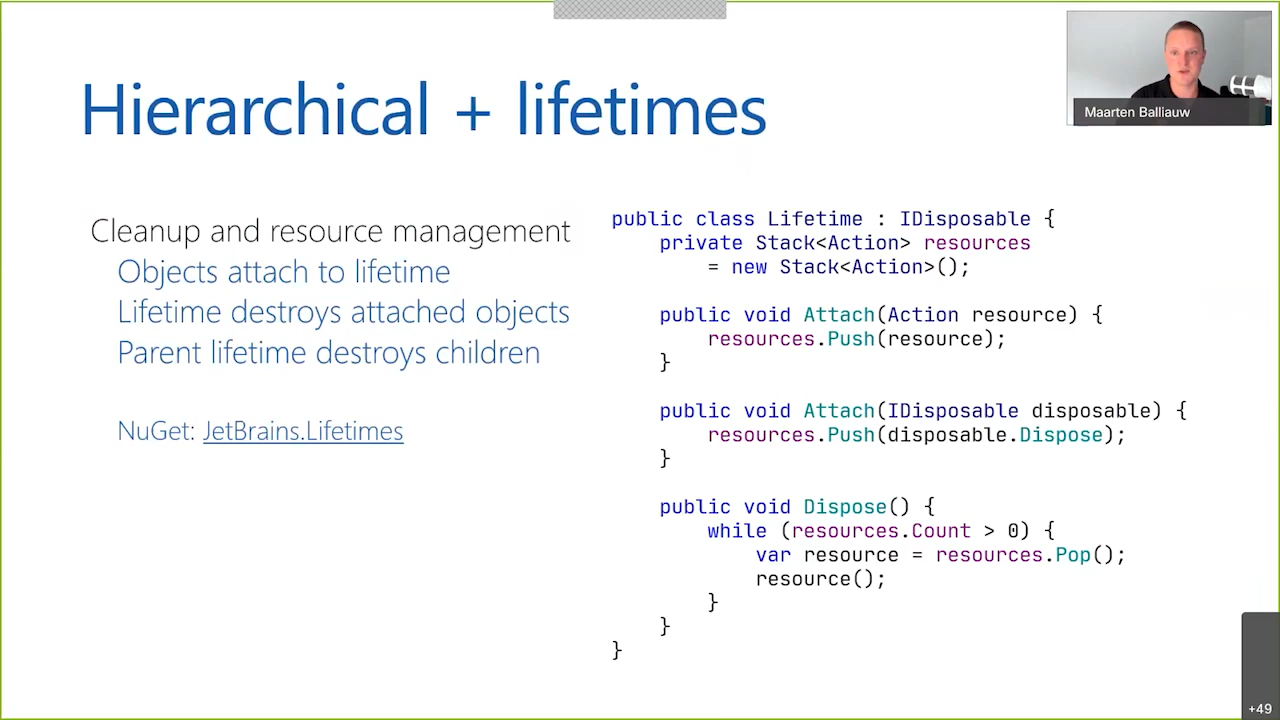 Hierarchical + lifetimes
Maarten Balliauw
Cleanup and resource management
Objects attach to lifetime
Lifetime destroys attached objects
Parent lifetime destroys children
NuGet: JetBrains.Lifetimes
public class Lifetime : IDisposable {
    private Stack<Action> resources
        = new Stack<Action>();

    public void Attach(Action resource) {
        resources.Push(resource);
    }

    public void Attach(IDisposable disposable) {
        resources.Push(disposable.Dispose);
    }

    public void Dispose() {
        while (resources.Count > 0) {
            var resource = resources.Pop();
            resource();
        }
    }
}
+49